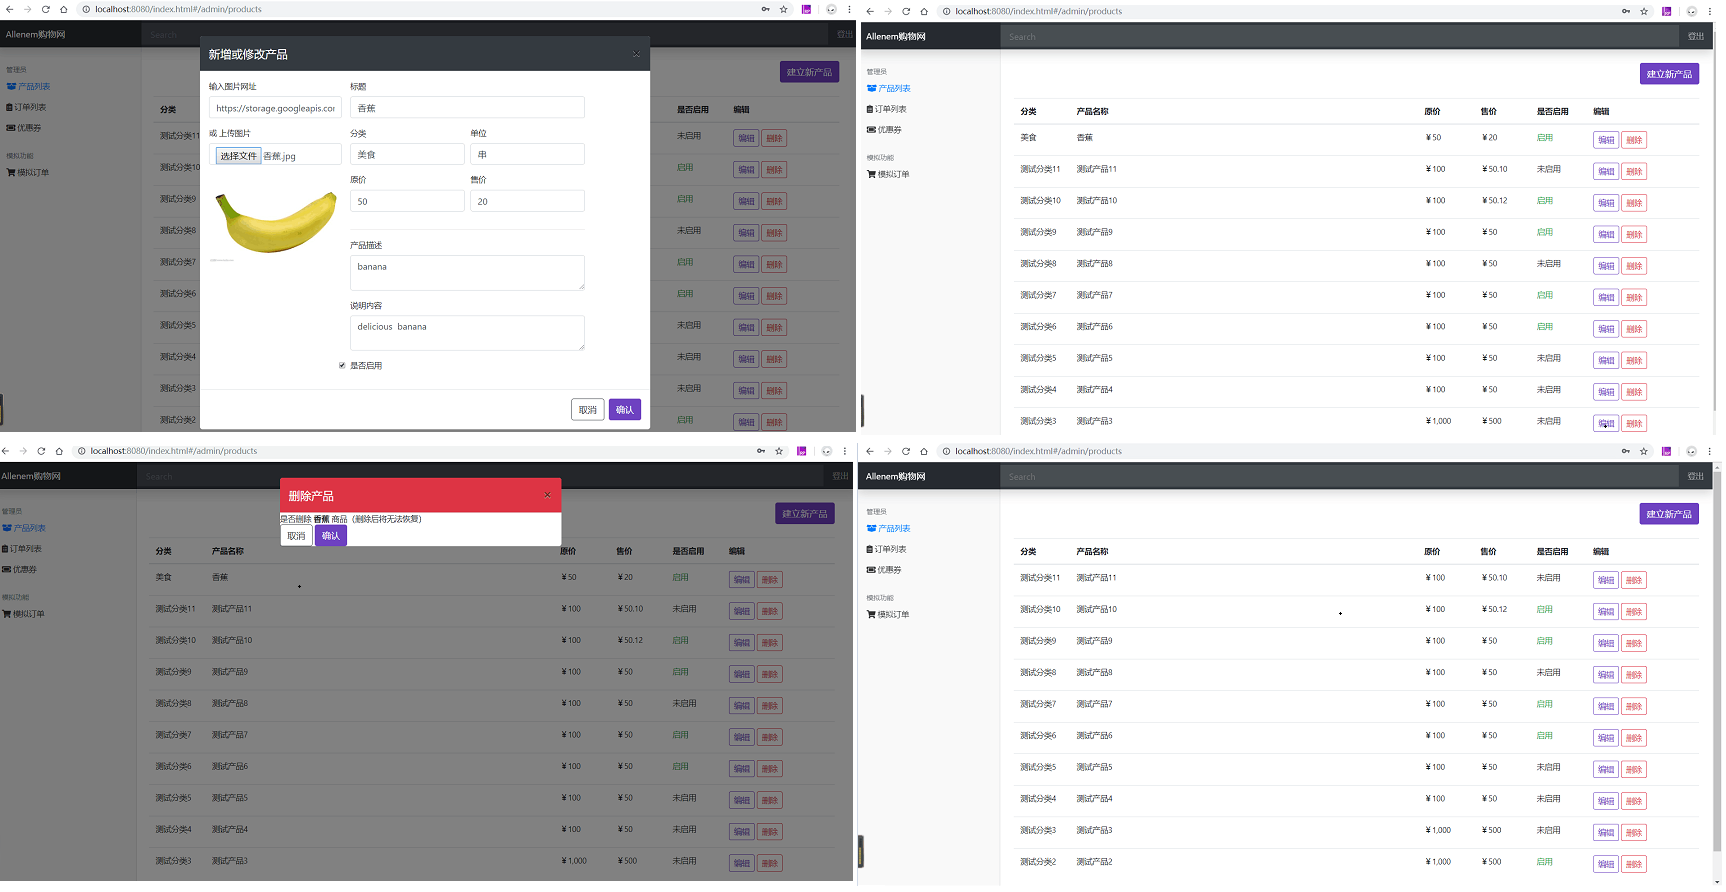 localhost:8080/index.html#/admin/products
Allenem购物网
Search
登出
管理员
产品列表
订单列表
优惠券
模拟功能
模拟订单
建立新产品
分类 是否启用 编辑
测试分类11 未启用 编辑 删除
测试分类10 启用 编辑 删除
测试分类9 启用 编辑 删除
测试分类8 未启用 编辑 删除
测试分类7 启用 编辑 删除
测试分类6 启用 编辑 删除
测试分类5 未启用 编辑 删除
测试分类4 未启用 编辑 删除
测试分类3 未启用 编辑 删除
测试分类2 启用 编辑 删除
新增或修改产品 ×
输入图片网址
https://storage.googleapis.cor
或 上传图片
选择文件 香蕉.jpg
标题
香蕉
分类 单位
美食 串
原价 售价
50 20
产品描述
banana
说明内容
delicious banana
是否启用
取消 确认
localhost:8080/index.html#/admin/products
Allenem购物网
Search
登出
管理员
产品列表
订单列表
优惠券
模拟功能
模拟订单
建立新产品
分类 产品名称 原价 售价 是否启用 编辑
美食 香蕉 ¥50 ¥20 启用 编辑 删除
测试分类11 测试产品11 ¥100 ¥50.10 未启用 编辑 删除
测试分类10 测试产品10 ¥100 ¥50.12 启用 编辑 删除
测试分类9 测试产品9 ¥100 ¥50 启用 编辑 删除
测试分类8 测试产品8 ¥100 ¥50 未启用 编辑 删除
测试分类7 测试产品7 ¥100 ¥50 启用 编辑 删除
测试分类6 测试产品6 ¥100 ¥50 启用 编辑 删除
测试分类5 测试产品5 ¥100 ¥50 未启用 编辑 删除
测试分类4 测试产品4 ¥100 ¥50 未启用 编辑 删除
测试分类3 测试产品3 ¥1,000 ¥500 未启用 编辑 删除
localhost:8080/index.html#/admin/products
Allenem购物网
Search
登出
管理员
产品列表
订单列表
优惠券
模拟功能
模拟订单
删除产品 ×
是否删除 香蕉 商品（删除后将无法恢复）
取消 确认
建立新产品
分类 产品名称 原价 售价 是否启用 编辑
美食 香蕉 ¥50 ¥20 启用 编辑 删除
测试分类11 测试产品11 ¥100 ¥50.10 未启用 编辑 删除
测试分类10 测试产品10 ¥100 ¥50.12 启用 编辑 删除
测试分类9 测试产品9 ¥100 ¥50 启用 编辑 删除
测试分类8 测试产品8 ¥100 ¥50 未启用 编辑 删除
测试分类7 测试产品7 ¥100 ¥50 启用 编辑 删除
测试分类6 测试产品6 ¥100 ¥50 启用 编辑 删除
测试分类5 测试产品5 ¥100 ¥50 未启用 编辑 删除
测试分类4 测试产品4 ¥100 ¥50 未启用 编辑 删除
测试分类3 测试产品3 ¥1,000 ¥500 未启用 编辑 删除
localhost:8080/index.html#/admin/products
Allenem购物网
Search
登出
管理员
产品列表
订单列表
优惠券
模拟功能
模拟订单
建立新产品
分类 产品名称 原价 售价 是否启用 编辑
测试分类11 测试产品11 ¥100 ¥50.10 未启用 编辑 删除
测试分类10 测试产品10 ¥100 ¥50.12 启用 编辑 删除
测试分类9 测试产品9 ¥100 ¥50 启用 编辑 删除
测试分类8 测试产品8 ¥100 ¥50 未启用 编辑 删除
测试分类7 测试产品7 ¥100 ¥50 启用 编辑 删除
测试分类6 测试产品6 ¥100 ¥50 启用 编辑 删除
测试分类5 测试产品5 ¥100 ¥50 未启用 编辑 删除
测试分类4 测试产品4 ¥100 ¥50 未启用 编辑 删除
测试分类3 测试产品3 ¥1,000 ¥500 未启用 编辑 删除
测试分类2 测试产品2 ¥1,000 ¥500 启用 编辑 删除